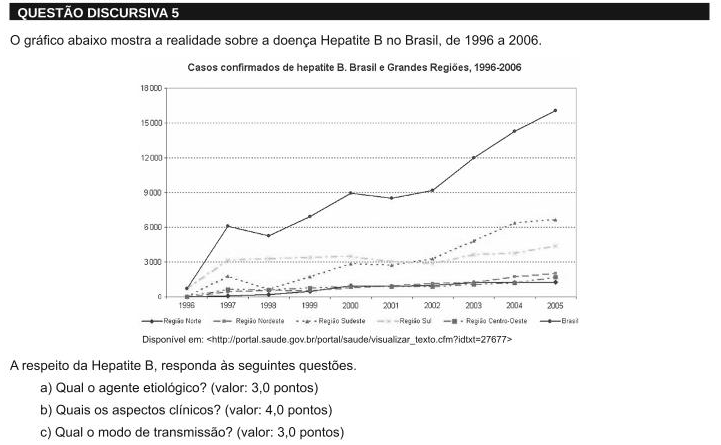 QUESTÃO DISCURSIVA 5
O gráfico abaixo mostra a realidade sobre a doença Hepatite B no Brasil, de 1996 a 2006.
Casos confirmados de hepatite B. Brasil e Grandes Regiões, 1996-2006
18000
15000
12000
9000
6000
3000
0
1996 1997 1998 1999 2000 2001 2002 2003 2004 2005
Região Norte Região Nordeste Região Sudeste Região Sul Região Centro-Oeste Brasil
Disponível em: <http://portal.saude.gov.br/portal/saude/visualizar_texto.cfm?idtxt=27677>
A respeito da Hepatite B, responda às seguintes questões.
a) Qual o agente etiológico? (valor: 3,0 pontos)
b) Quais os aspectos clínicos? (valor: 4,0 pontos)
c) Qual o modo de transmissão? (valor: 3,0 pontos)